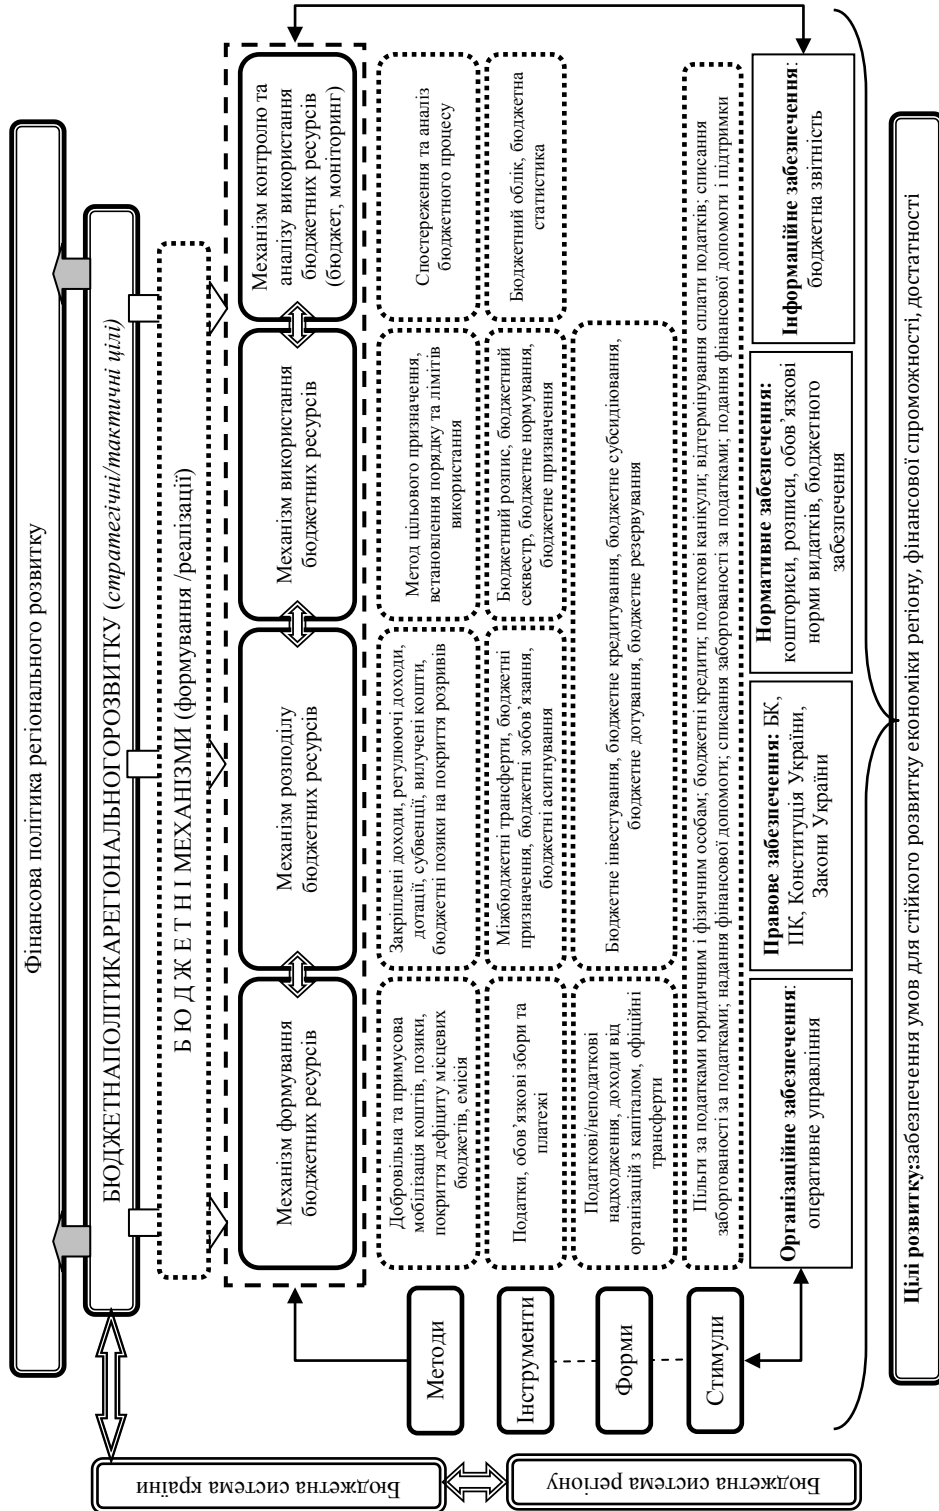 Фінансова політика регіонального розвитку
БЮДЖЕТНАПОЛІТИКАРЕГІОНАЛЬНОГОРОЗВИТКУ (стратегічні/тактичні цілі)
Б Ю Д Ж Е Т Н І МЕХАНІЗМИ (формування /реалізації)
Механізм формування
бюджетних ресурсів
Механізм розподілу
бюджетних ресурсів
Механізм використання
бюджетних ресурсів
Механізм контролю та
аналізу використання
бюджетних ресурсів
(бюджет, моніторинг)
Методи
Добровільна та примусова
мобілізація коштів, позики,
покриття дефіциту місцевих
бюджетів, емісія
Закріплені доходи, регулюючі доходи,
дотації, субвенції, вилучені кошти,
бюджетні позики на покриття розривів
Метод цільового призначення,
встановлення порядку та лімітів
використання
Спостереження та аналіз
бюджетного процесу
Інструменти
Податки, обов’язкові збори та
платежі
Міжбюджетні трансферти, бюджетні
призначення, бюджетні зобов’язання,
бюджетні асигнування
Бюджетний розпис, бюджетний
секвестр, бюджетне нормування,
бюджетне призначення
Бюджетний облік, бюджетна
статистика
Форми
Податкові/неподаткові
надходження, доходи від
організацій з капіталом, офіційні
трансферти
Бюджетне інвестування, бюджетне кредитування, бюджетне субсидіювання,
бюджетне дотування, бюджетне резервування
Стимули
Пільги за податками юридичним і фізичним особам; бюджетні кредити; податкові канікули; відтермінування сплати податків; списання
заборгованості за податками; надання фінансової допомоги; списання заборгованості за податками; подання фінансової допомоги і підтримки
Організаційне забезпечення:
оперативне управління
Правове забезпечення: БК,
ПК, Конституція України,
Закони України
Нормативне забезпечення:
кошториси, розписи, обов’язкові
норми видатків, бюджетного
забезпечення
Інформаційне забезпечення:
бюджетна звітність
Цілі розвитку:забезпечення умов для стійкого розвитку економіки регіону, фінансової спроможності, достатності
Бюджетна система країни
Бюджетна система регіону